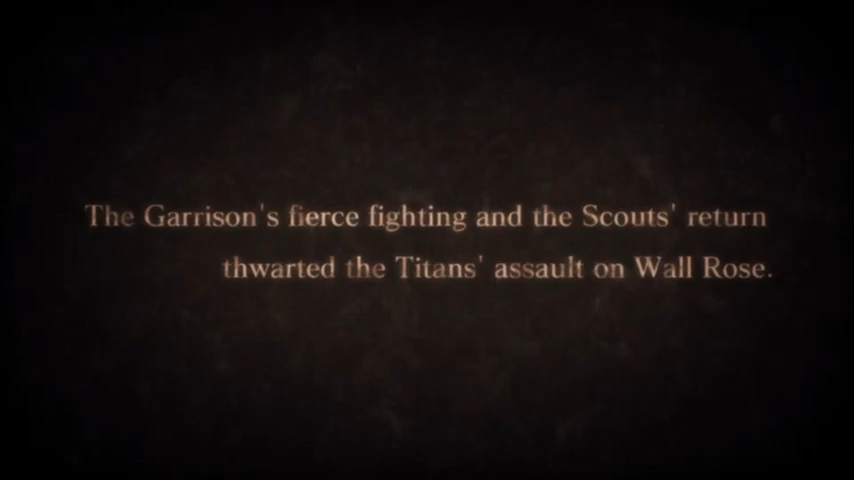 The Garrison's fierce fighting and the Scouts' return
thwarted the Titans' assault on Wall Rose.